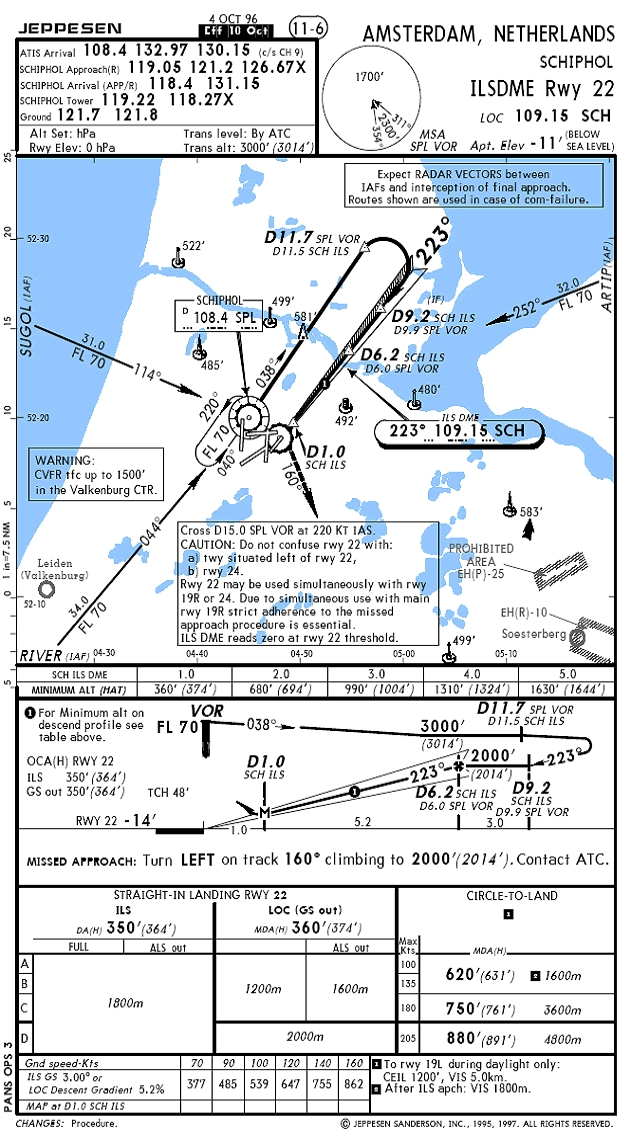 JEPPESEN
4 OCT 96
Eff 10 Oct
11-6
AMSTERDAM, NETHERLANDS
SCHIPHOL
ILSDME Rwy 22
LOC 109.15 SCH
ATIS Arrival 108.4 132.97 130.15 (c/s CH 9)
SCHIPHOL Approach(R) 119.05 121.2 126.67X
SCHIPHOL Arrival (APP/R) 118.4 131.15
SCHIPHOL Tower 119.22 118.27X
Ground 121.7 121.8
Alt Set: hPa Trans level: By ATC
Rwy Elev: 0 hPa Trans alt: 3000'(3014')
1700'
2300'
311°
354°
MSA
SPL VOR
Apt. Elev -11' (BELOW SEA LEVEL)
Expect RADAR VECTORS between
IAFs and interception of final approach.
Routes shown are used in case of com-failure.
25
20
15
10
5
0
5
1 in=7.5 NM
52-30
52-20
52-10
522'
D11.7 SPL VOR
D11.5 SCH ILS
223°
SCHIPHOL
D 108.4 SPL
499'
581'
485'
(IF)
D9.2 SCH ILS
D9.9 SPL VOR
D6.2 SCH ILS
D6.0 SPL VOR
ARTIP (IAF)
32.0
252°
FL 70
SUGOL (IAF)
31.0
FL 70
114°
038°
480'
492'
ILS DME
223° 109.15 SCH
220°
FL 70
040°
D1.0
SCH ILS
160°
WARNING:
CVFR tfc up to 1500'
in the Valkenburg CTR.
044°
34.0
FL 70
583'
PROHIBITED
AREA
EH(P)-25
EH(R)-10
Soesterberg
499'
Leiden
(Valkenburg)
Cross D15.0 SPL VOR at 220 KT IAS.
CAUTION: Do not confuse rwy 22 with:
a) twy situated left of rwy 22,
b) rwy 24.
Rwy 22 may be used simultaneously with rwy
19R or 24. Due to simultaneous use with main
rwy 19R strict adherence to the missed
approach procedure is essential.
ILS DME reads zero at rwy 22 threshold.
RIVER (IAF)
04-30 04-40 04-50 05-00 05-10
SCH ILS DME 1.0 2.0 3.0 4.0 5.0
MINIMUM ALT (HAT) 360'(374') 680'(694') 990'(1004') 1310'(1324') 1630'(1644')
1 For Minimum alt on
descend profile see
table above.
OCA(H) RWY 22
ILS 350'(364')
GS out 350'(364')
VOR
FL 70
038°
3000'
(3014')
D11.7 SPL VOR
D11.5 SCH ILS
D1.0
SCH ILS
2000'
(2014')
223°
223°
TCH 48'
M
1
D6.2 SCH ILS
D6.0 SPL VOR
D9.2
SCH ILS
D9.9 SPL VOR
RWY 22 -14'
1.0 5.2 3.0
MISSED APPROACH: Turn LEFT on track 160° climbing to 2000'(2014'). Contact ATC.
STRAIGHT-IN LANDING RWY 22
CIRCLE-TO-LAND
1
ILS LOC (GS out)
DA(H) 350'(364') MDA(H) 360'(374')
FULL ALS out ALS out
Max Kts. MDA(H)
A 100
B 135
C 180
D 205
1800m 1200m 1600m
2000m
620'(631') 2 1600m
750'(761') 3600m
880'(891') 4800m
Gnd speed-Kts 70 90 100 120 140 160
ILS GS 3.00° or
LOC Descent Gradient 5.2% 377 485 539 647 755 862
MAP at D1.0 SCH ILS
1 To rwy 19L during daylight only:
CEIL 1200', VIS 5.0km.
2 After ILS apch: VIS 1800m.
PANS OPS 3
CHANGES: Procedure.
© JEPPESEN SANDERSON, INC., 1995, 1997. ALL RIGHTS RESERVED.